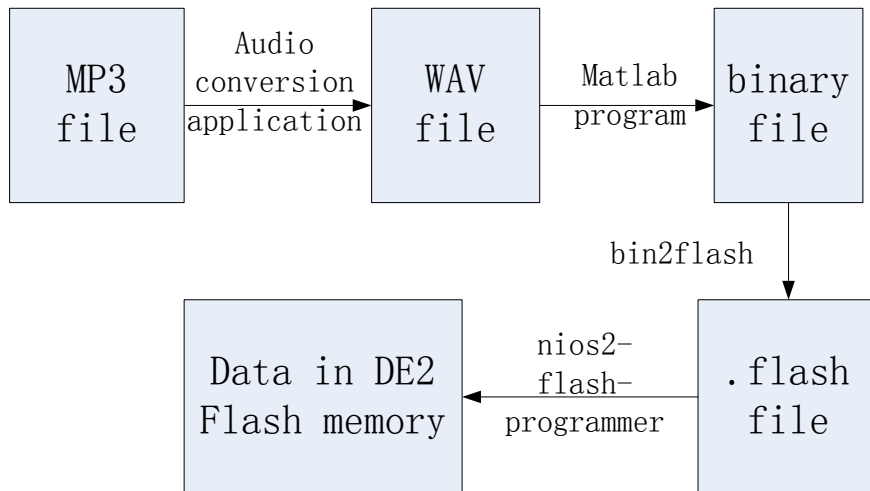 MP3
file
Audio
conversion
application
WAV
file
Matlab
program
binary
file
bin2flash
.flash
file
nios2-
flash-
programmer
Data in DE2
Flash memory